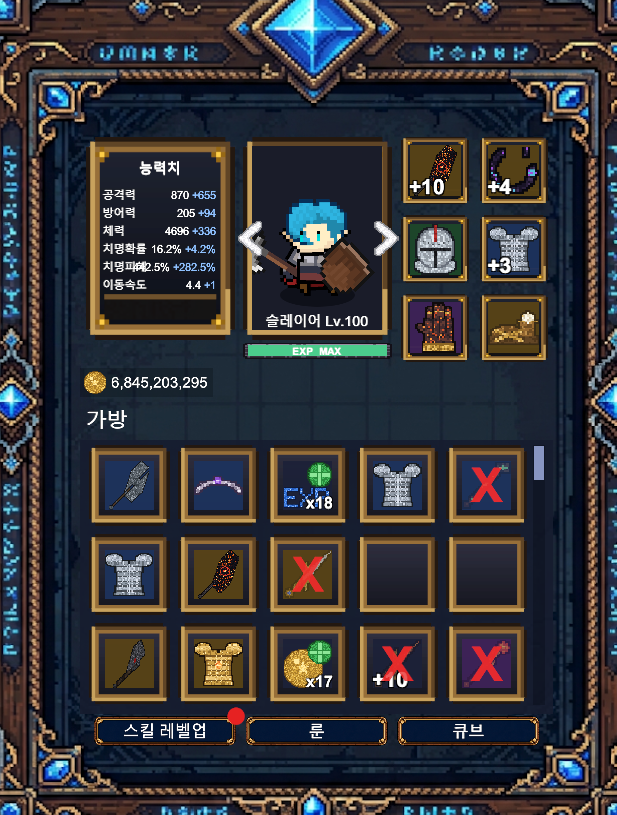 능력치
공격력 870 +655
방어력 205 +94
체력 4696 +336
치명확률 16.2% +4.2%
+282.5%
이동속도 4.4 +1
슬레이어 Lv.100
EXP MAX
+10
+4
+3
6,845,203,295
가방
EXP x18
X
X
x17
+10 X
X
스킬 레벨업
룬
큐브